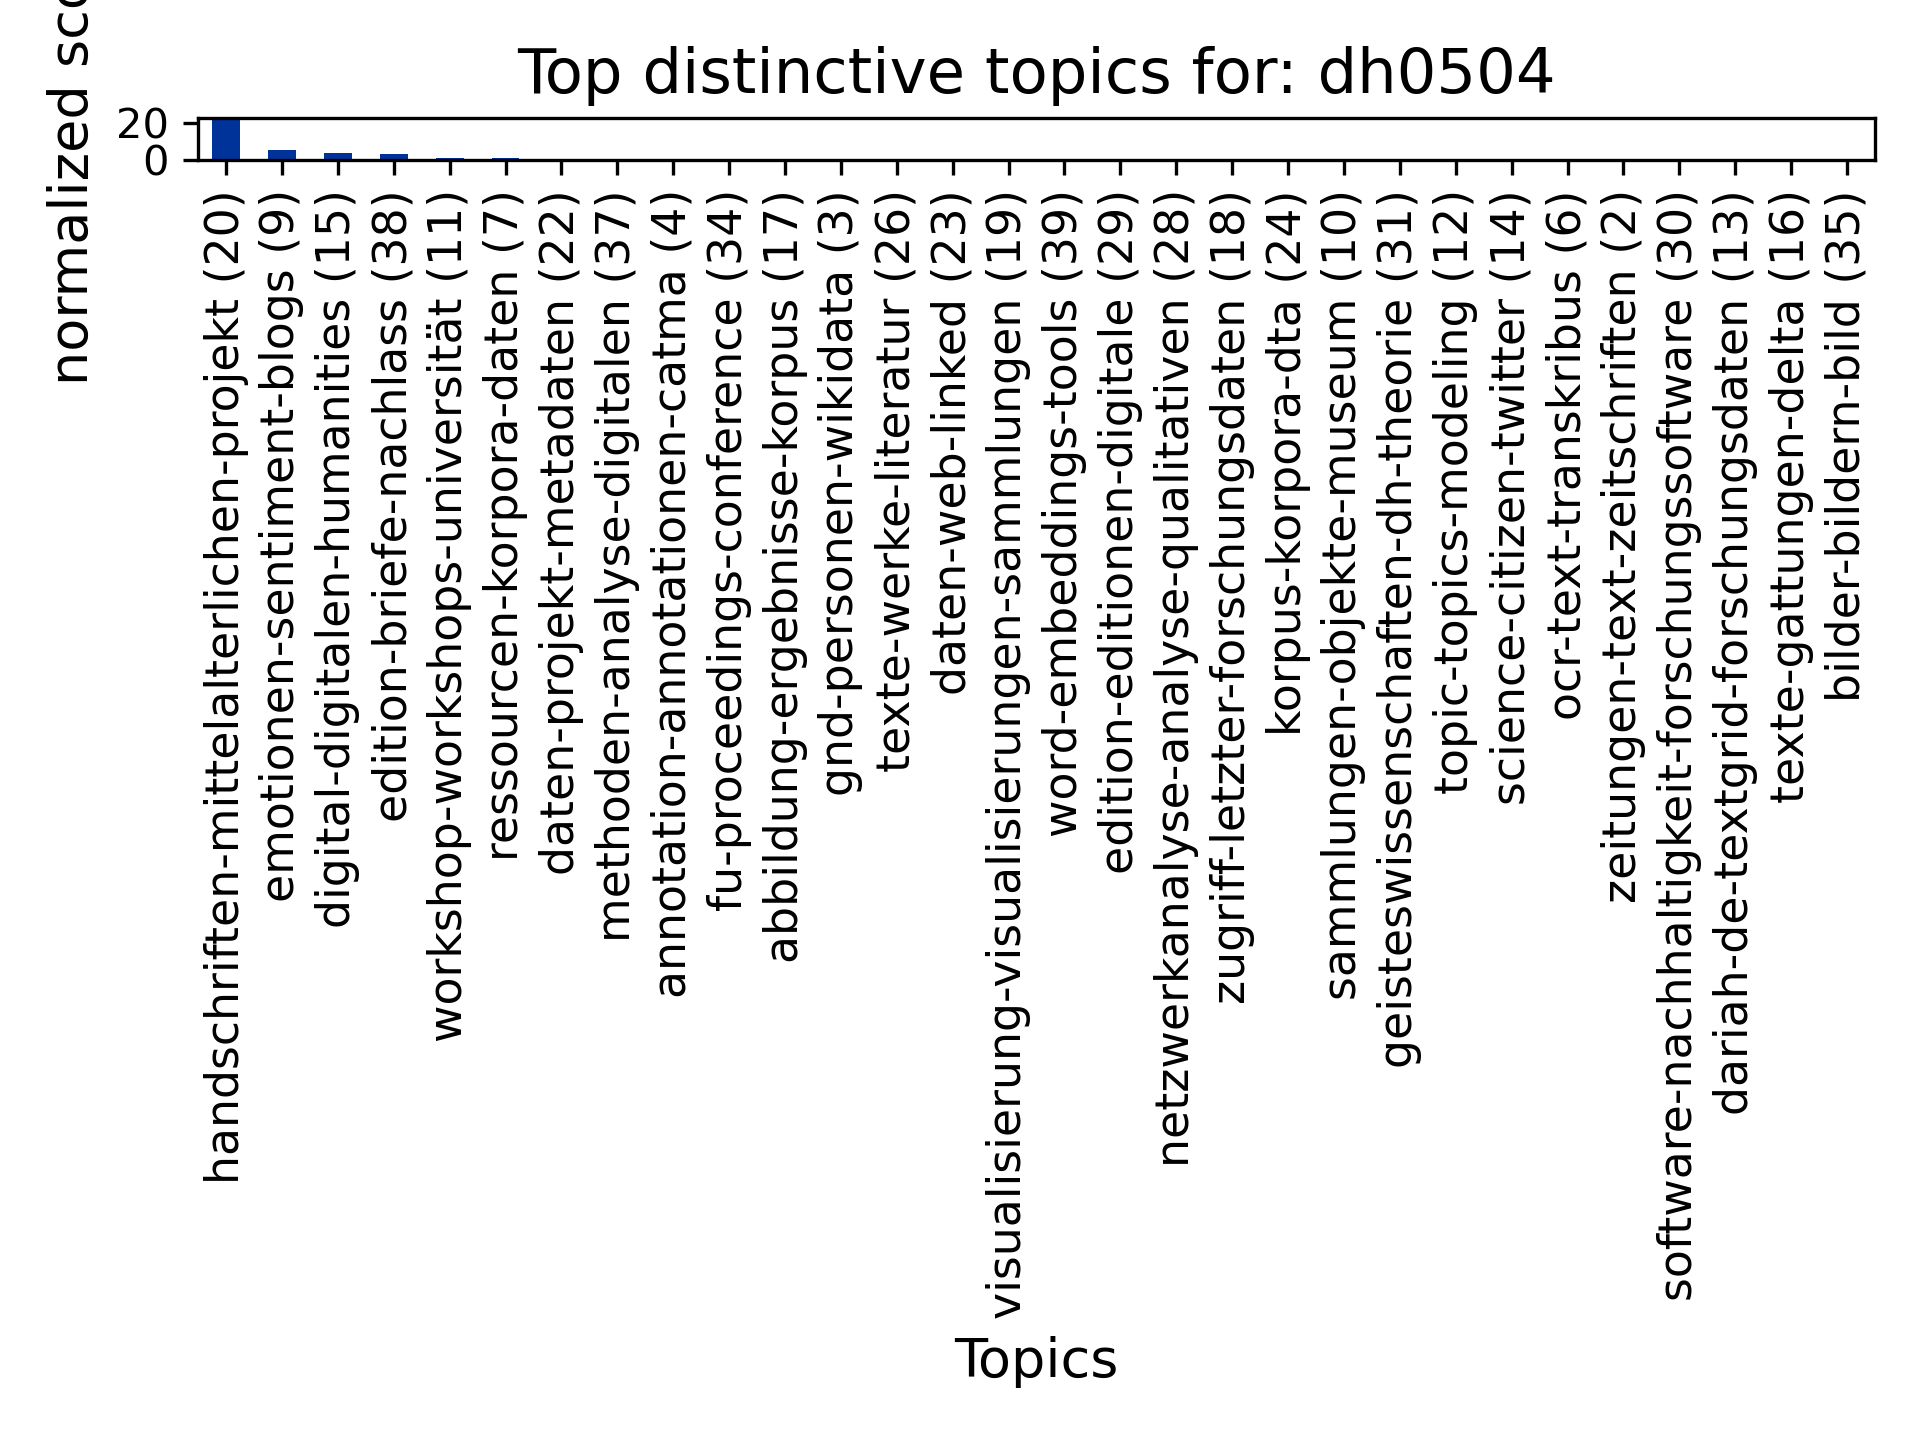 Top distinctive topics for: dh0504
normalized sco
20
0
handschriften-mittelalterlichen-projekt (20)
emotionen-sentiment-blogs (9)
digital-digitalen-humanities (15)
edition-briefe-nachlass (38)
workshop-workshops-universität (11)
ressourcen-korpora-daten (7)
daten-projekt-metadaten (22)
methoden-analyse-digitalen (37)
annotation-annotationen-catma (4)
fu-proceedings-conference (34)
abbildung-ergebnisse-korpus (17)
gnd-personen-wikidata (3)
texte-werke-literatur (26)
daten-web-linked (23)
visualisierung-visualisierungen-sammlungen (19)
word-embeddings-tools (39)
edition-editionen-digitale (29)
netzwerkanalyse-analyse-qualitativen (28)
zugriff-letzter-forschungsdaten (18)
korpus-korpora-dta (24)
sammlungen-objekte-museum (10)
geisteswissenschaften-dh-theorie (31)
topic-topics-modeling (12)
science-citizen-twitter (14)
ocr-text-transkribus (6)
zeitungen-text-zeitschriften (2)
software-nachhaltigkeit-forschungssoftware (30)
dariah-de-textgrid-forschungsdaten (13)
texte-gattungen-delta (16)
bilder-bildern-bild (35)
Topics